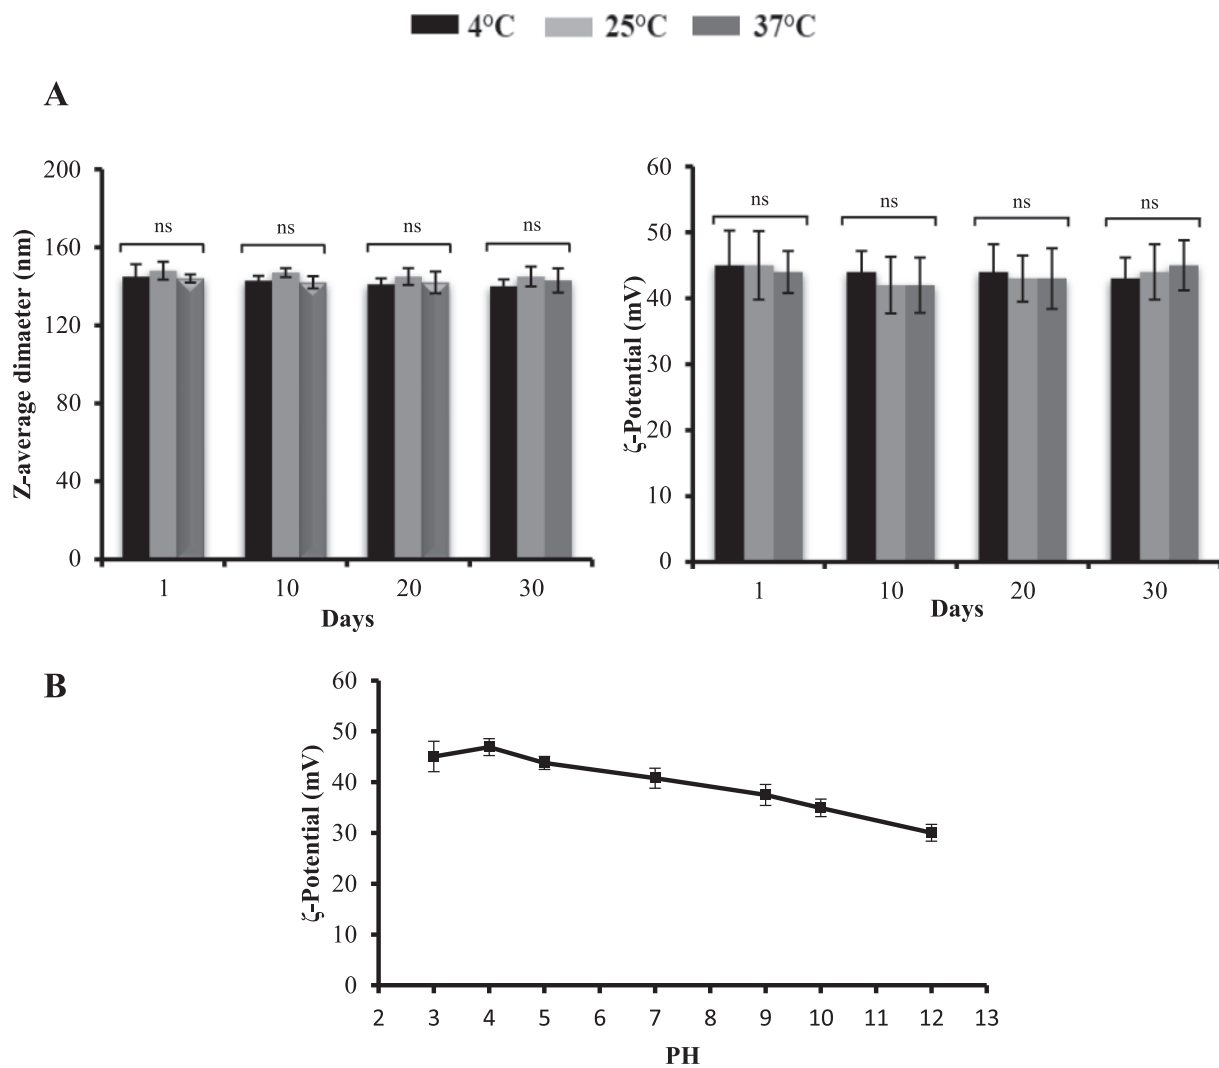 4°C 25°C 37°C
A
Z-average dimaeter (nm)
200
160
120
80
40
0
ns ns ns ns
1 10 20 30
Days
ζ-Potential (mV)
60
50
40
30
20
10
0
ns ns ns ns
1 10 20 30
Days
B
ζ-Potential (mV)
60
50
40
30
20
10
0
2 3 4 5 6 7 8 9 10 11 12 13
PH